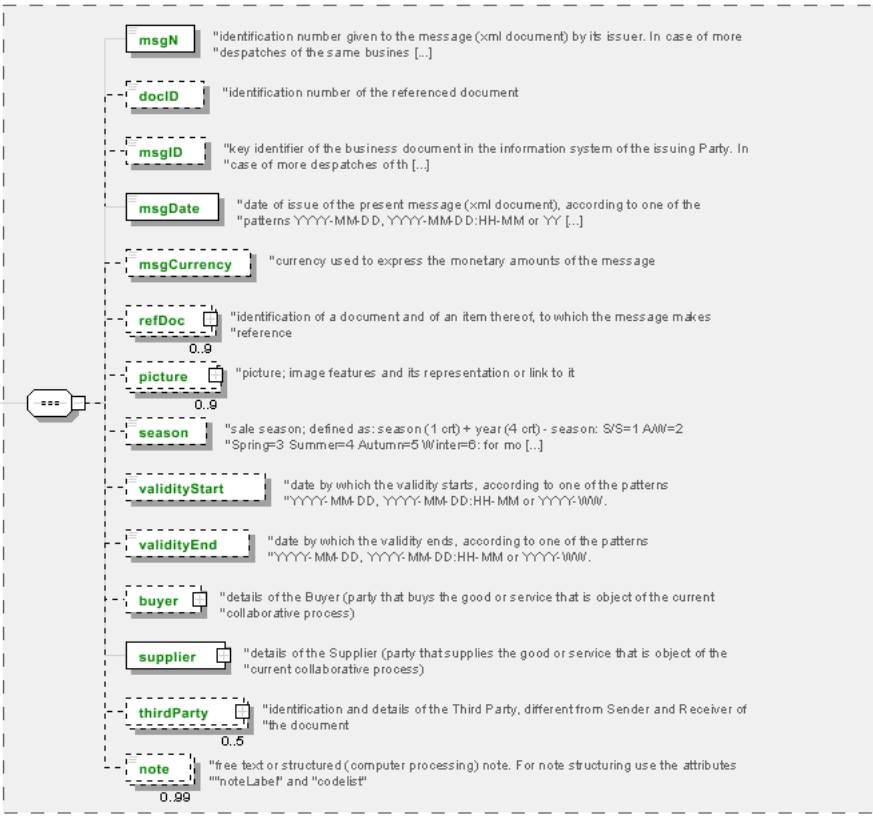 msgN
"identification number given to the message (xml document) by its issuer. In case of more
"despatches of the same busines [...]
docID
"identification number of the referenced document
msgID
"key identifier of the business document in the information system of the issuing Party. In
"case of more despatches of th [...]
msgDate
"date of issue of the present message (xml document), according to one of the
"patterns YYYY-MM-DD, YYYY-MM-DD:HH-MM or YY [...]
msgCurrency
"currency used to express the monetary amounts of the message
refDoc
"identification of a document and of an item thereof, to which the message makes
"reference
0..9
picture
"picture; image features and its representation or link to it
0..9
season
"sale season; defined as: season (1 crt) + year (4 crt) - season: S/S=1 A/W=2
"Spring=3 Summer=4 Autumn=5 Winter=6: for mo [...]
validityStart
"date by which the validity starts, according to one of the patterns
"YYYY-MM-DD, YYYY-MM-DD:HH-MM or YYYY-WW.
validityEnd
"date by which the validity ends, according to one of the patterns
"YYYY-MM-DD, YYYY-MM-DD:HH-MM or YYYY-WW.
buyer
"details of the Buyer (party that buys the good or service that is object of the current
"collaborative process)
supplier
"details of the Supplier (party that supplies the good or service that is object of the
"current collaborative process)
thirdParty
"identification and details of the Third Party, different from Sender and Receiver of
"the document
0..5
note
"free text or structured (computer processing) note. For note structuring use the attributes
""noteLabel" and "codelist"
0..99